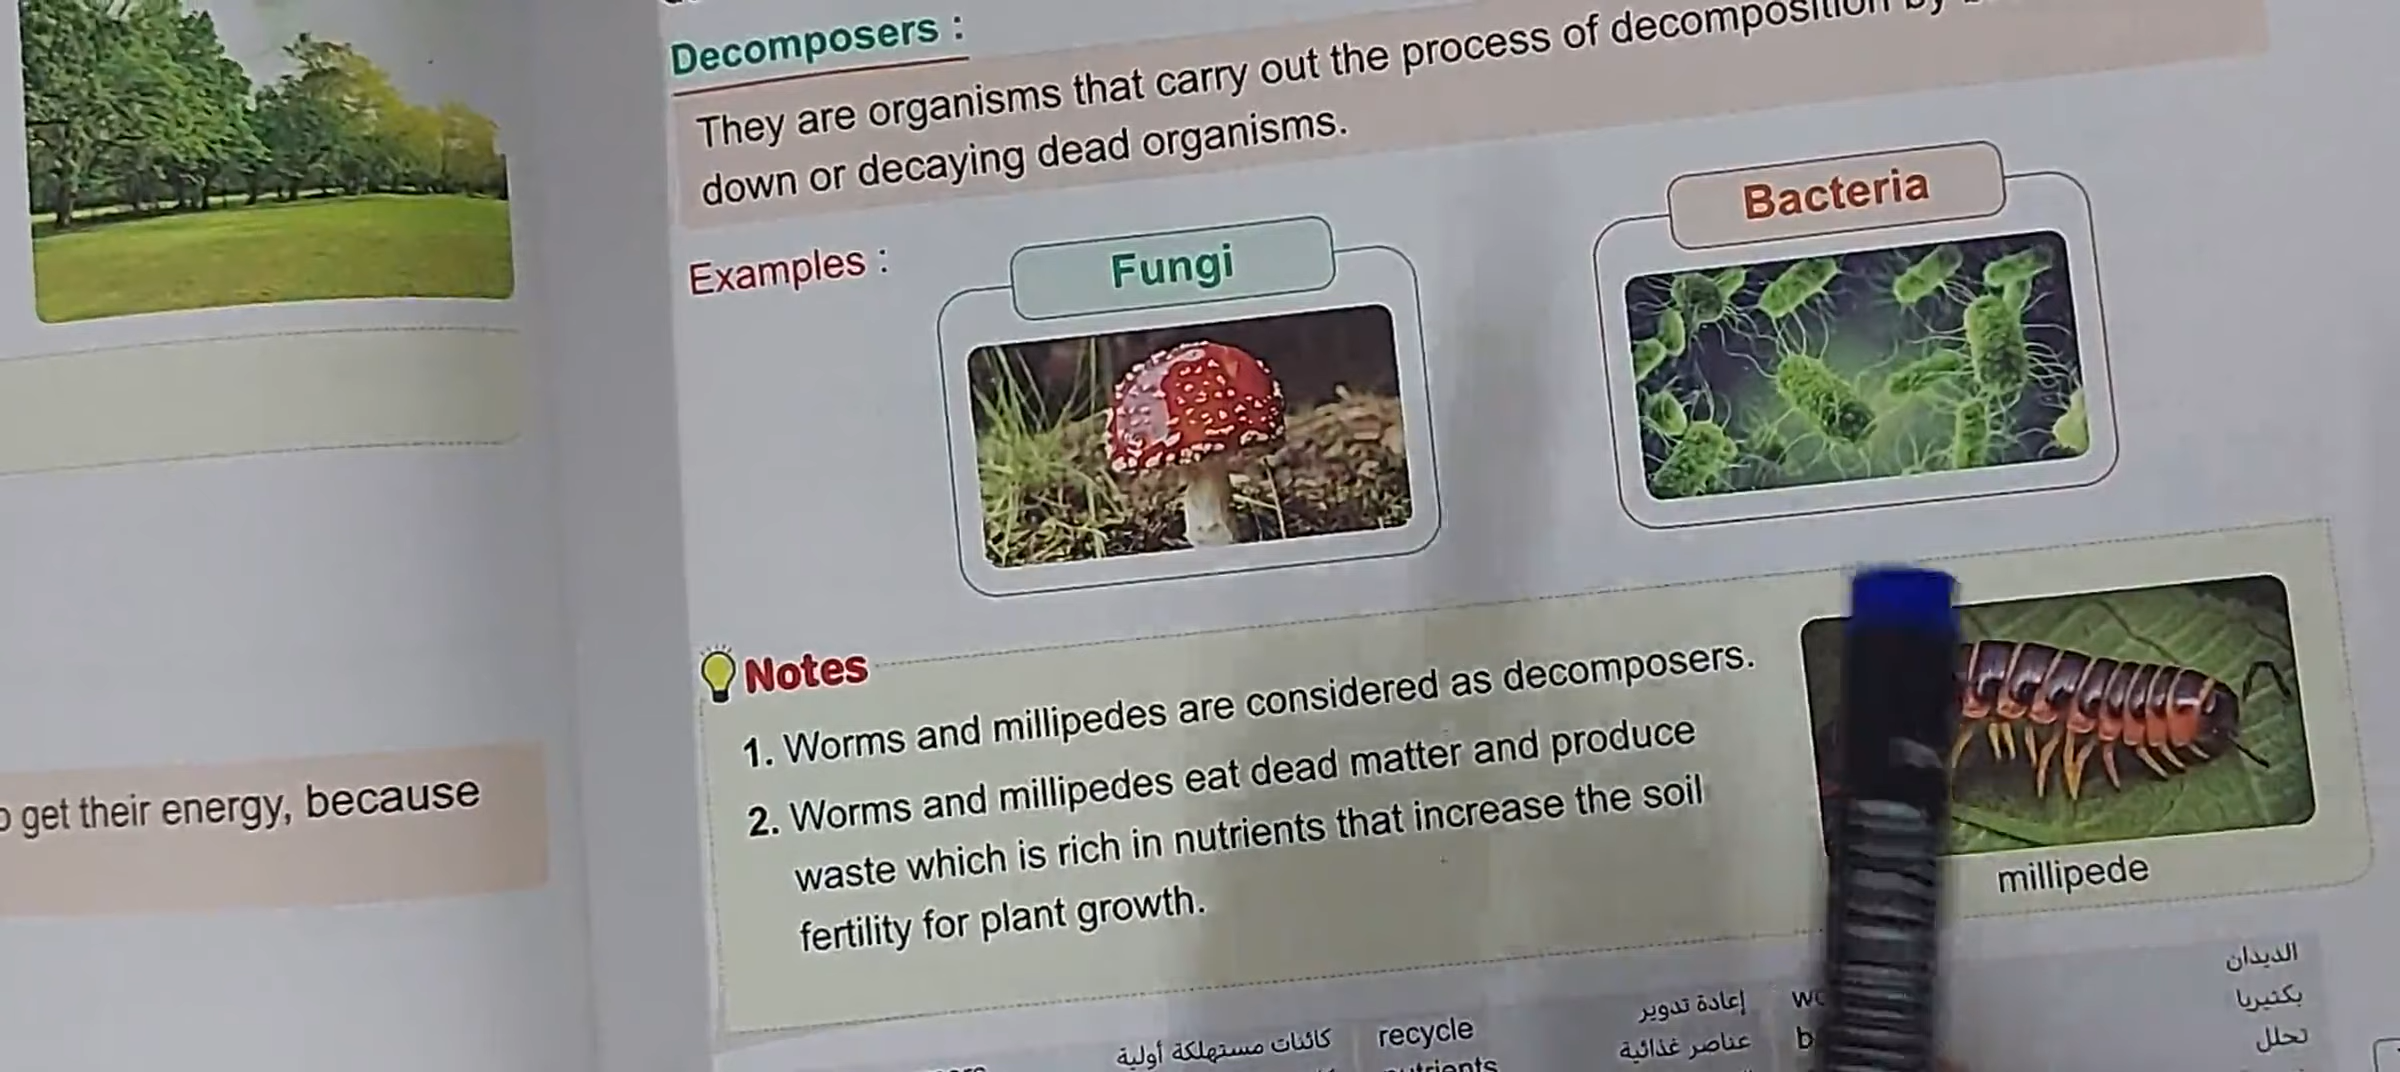 Decomposers :
They are organisms that carry out the process of decomposition by
down or decaying dead organisms.
Examples :
Fungi
Bacteria
Notes
1. Worms and millipedes are considered as decomposers.
2. Worms and millipedes eat dead matter and produce
waste which is rich in nutrients that increase the soil
fertility for plant growth.
millipede
get their energy, because
كائنات مستهلكة أولية
recycle
إعادة تدوير
الديدان
عناصر غذائية
بكتيريا
تحلل